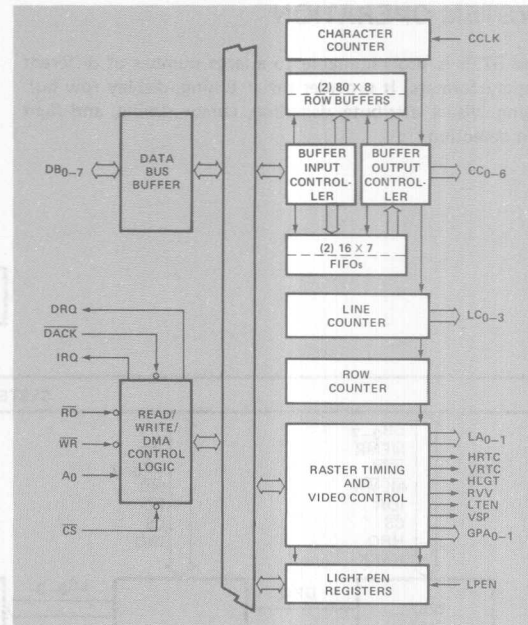 CHARACTER
COUNTER
CCLK
(2) 80 X 8
ROW BUFFERS
DB0–7
DATA
BUS
BUFFER
BUFFER
INPUT
CONTROL-
LER
BUFFER
OUTPUT
CONTROL-
LER
CC0–6
(2) 16 X 7
FIFOs
DRQ
DACK
IRQ
LINE
COUNTER
LC0–3
ROW
COUNTER
RD
WR
A0
CS
READ/
WRITE/
DMA
CONTROL
LOGIC
RASTER TIMING
AND
VIDEO CONTROL
LA0–1
HRTC
VRTC
HLGT
RVV
LTEN
VSP
GPA0–1
LIGHT PEN
REGISTERS
LPEN